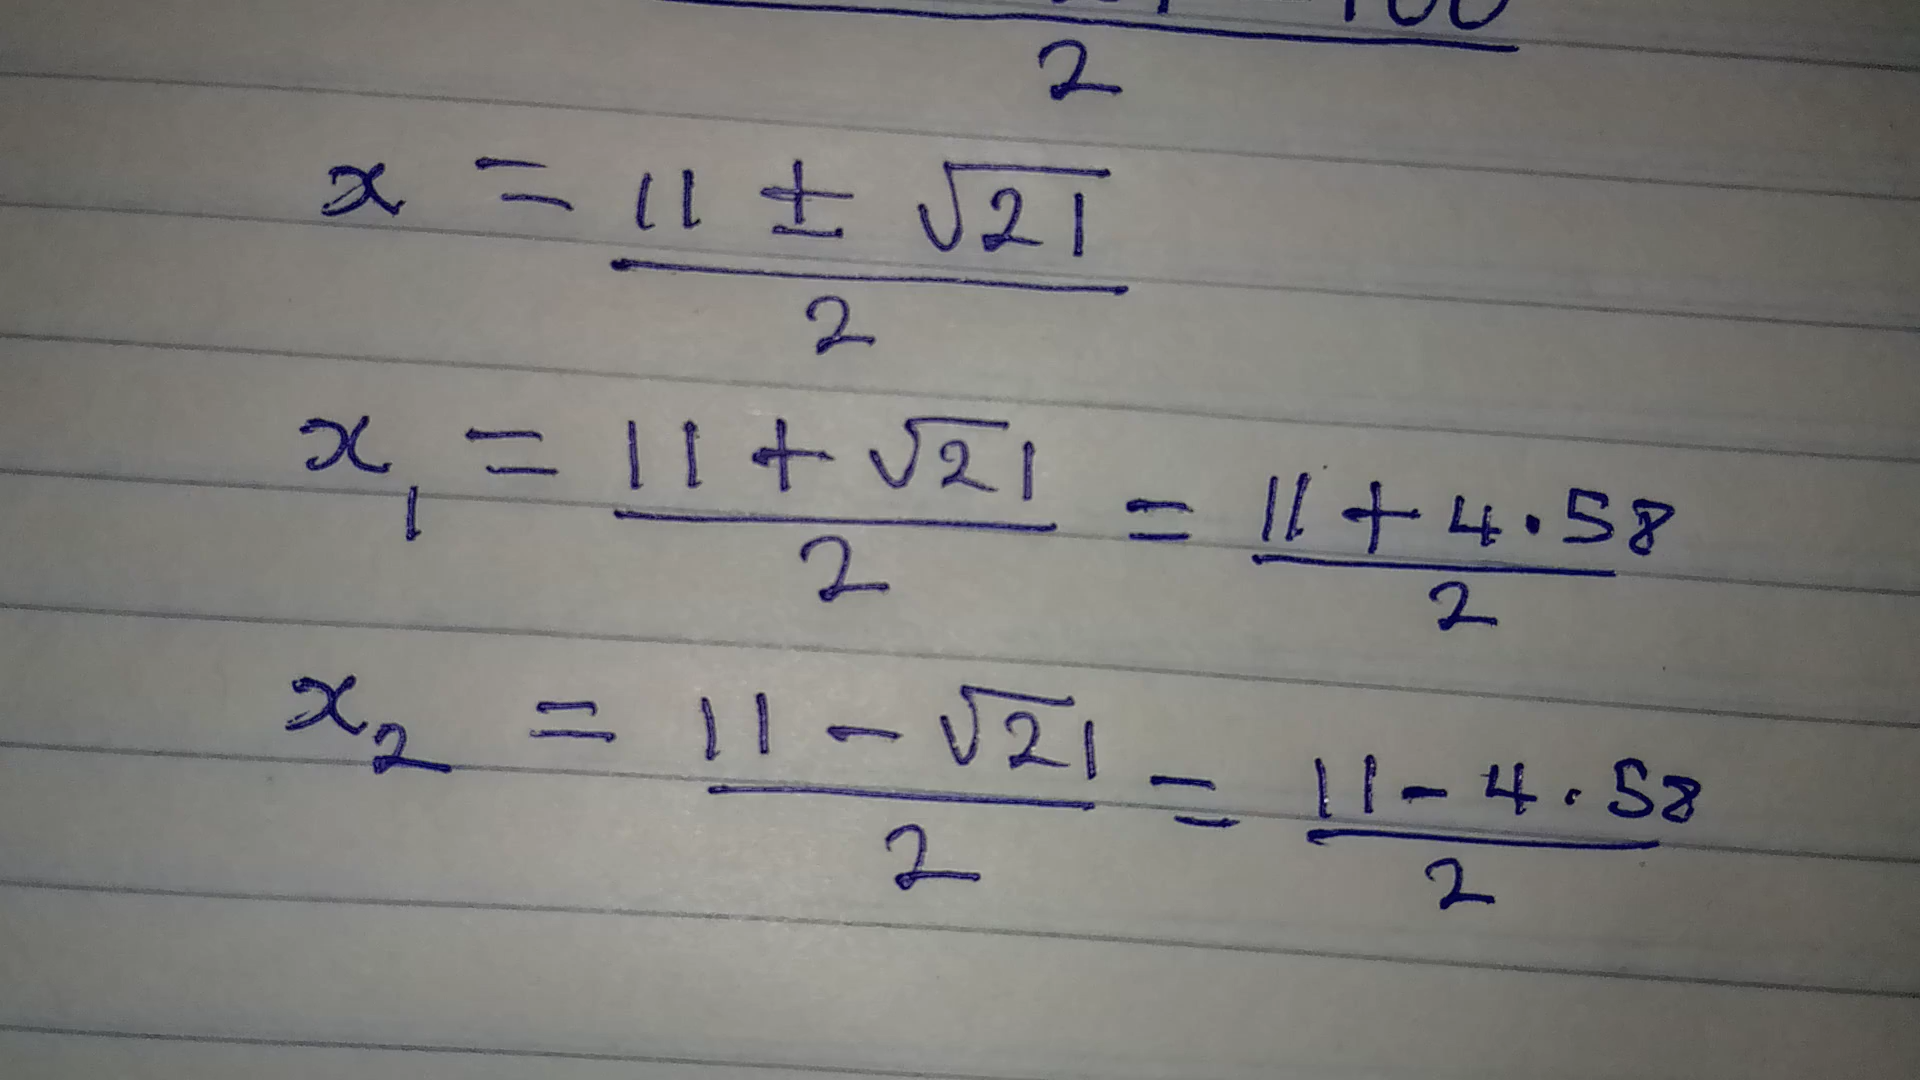 2
x = 11 ± √21
2
x₁ = 11 + √21 = 11 + 4.58
2 2
x₂ = 11 - √21 = 11 - 4.58
2 2